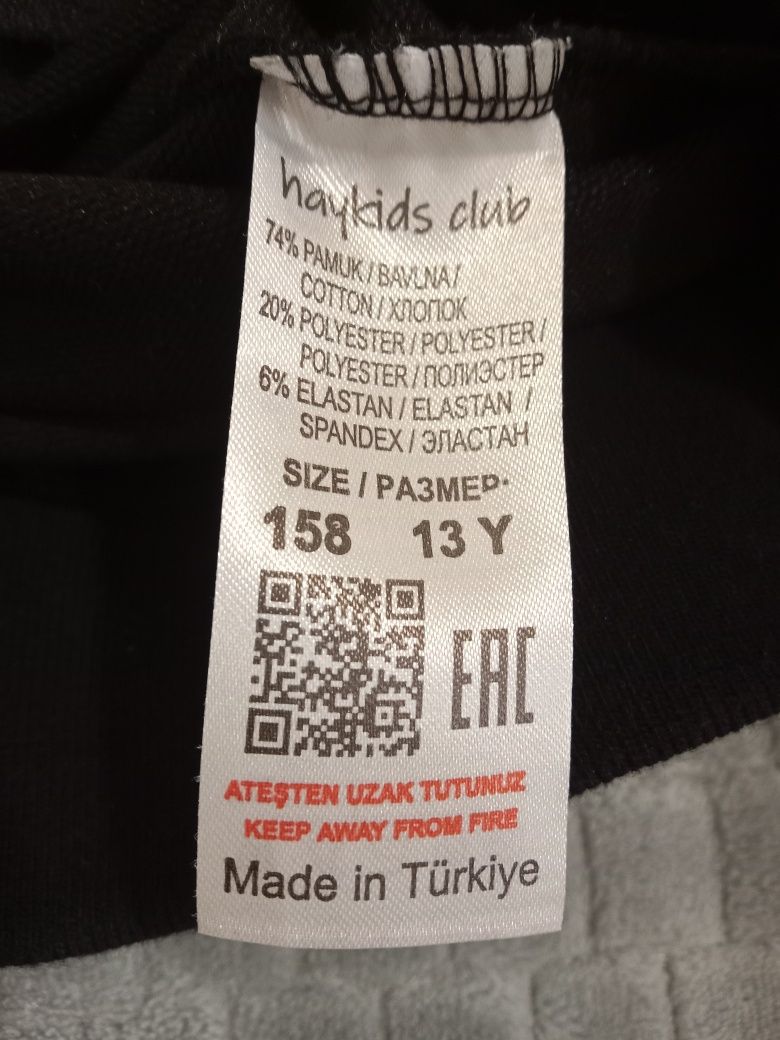 haykids club
74% PAMUK / BAVLNA /
COTTON / ХЛОПОК
20% POLYESTER / POLYESTER /
POLYESTER / ПОЛИЭСТЕР
6% ELASTAN / ELASTAN /
SPANDEX / ЭЛАСТАН
SIZE / РАЗМЕР:
158 13 Y
EAC
ATEŞTEN UZAK TUTUNUZ
KEEP AWAY FROM FIRE
Made in Türkiye